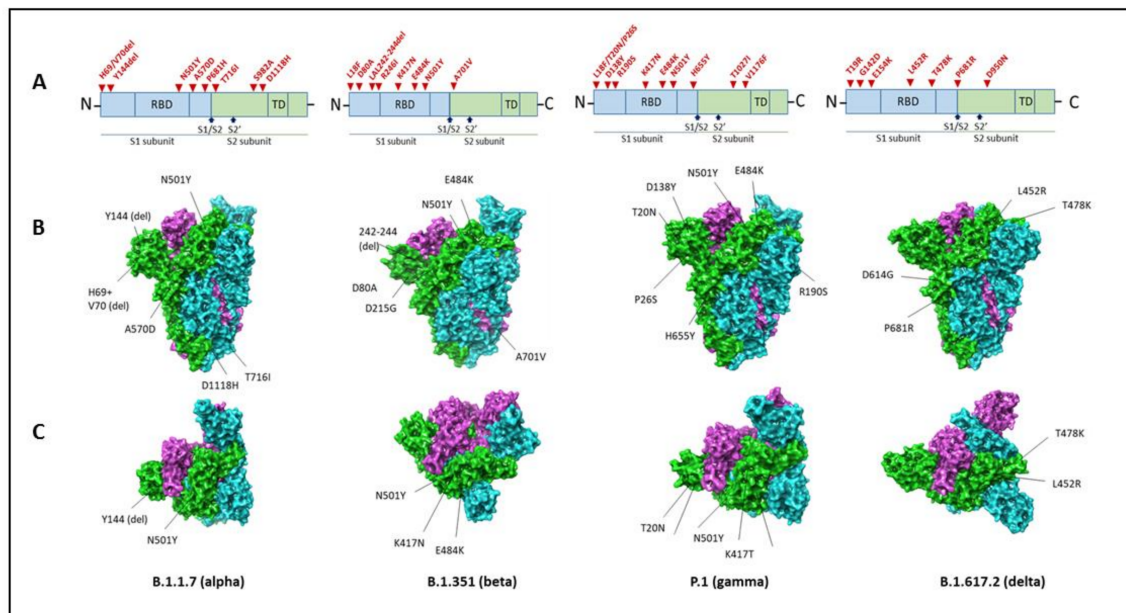 A
H69/V70del
Y144del
N501Y
A570D
P681H
T716I
S982A
D1118H
N
RBD
TD
S1/S2
S2'
S1 subunit
S2 subunit
L18F
D80A
LAL242-244del
R246I
K417N
E484K
N501Y
A701V
N
RBD
TD
C
S1/S2
S2'
S1 subunit
S2 subunit
L18F/T20N/P26S
D138Y
R190S
K417N
E484K
N501Y
H655Y
T1027I
V1176F
N
RBD
TD
S1/S2
S2'
S1 subunit
S2 subunit
T19R
G142D
E154K
L452R
T478K
P681R
D950N
N
RBD
TD
C
S1/S2
S2'
S1 subunit
S2 subunit
B
N501Y
Y144 (del)
H69+
V70 (del)
A570D
D1118H
T716I
E484K
N501Y
242-244
(del)
D80A
D215G
A701V
N501Y
E484K
D138Y
T20N
P26S
H655Y
R190S
L452R
T478K
D614G
P681R
C
Y144 (del)
N501Y
N501Y
K417N
E484K
T20N
N501Y
K417T
T478K
L452R
B.1.1.7 (alpha)
B.1.351 (beta)
P.1 (gamma)
B.1.617.2 (delta)